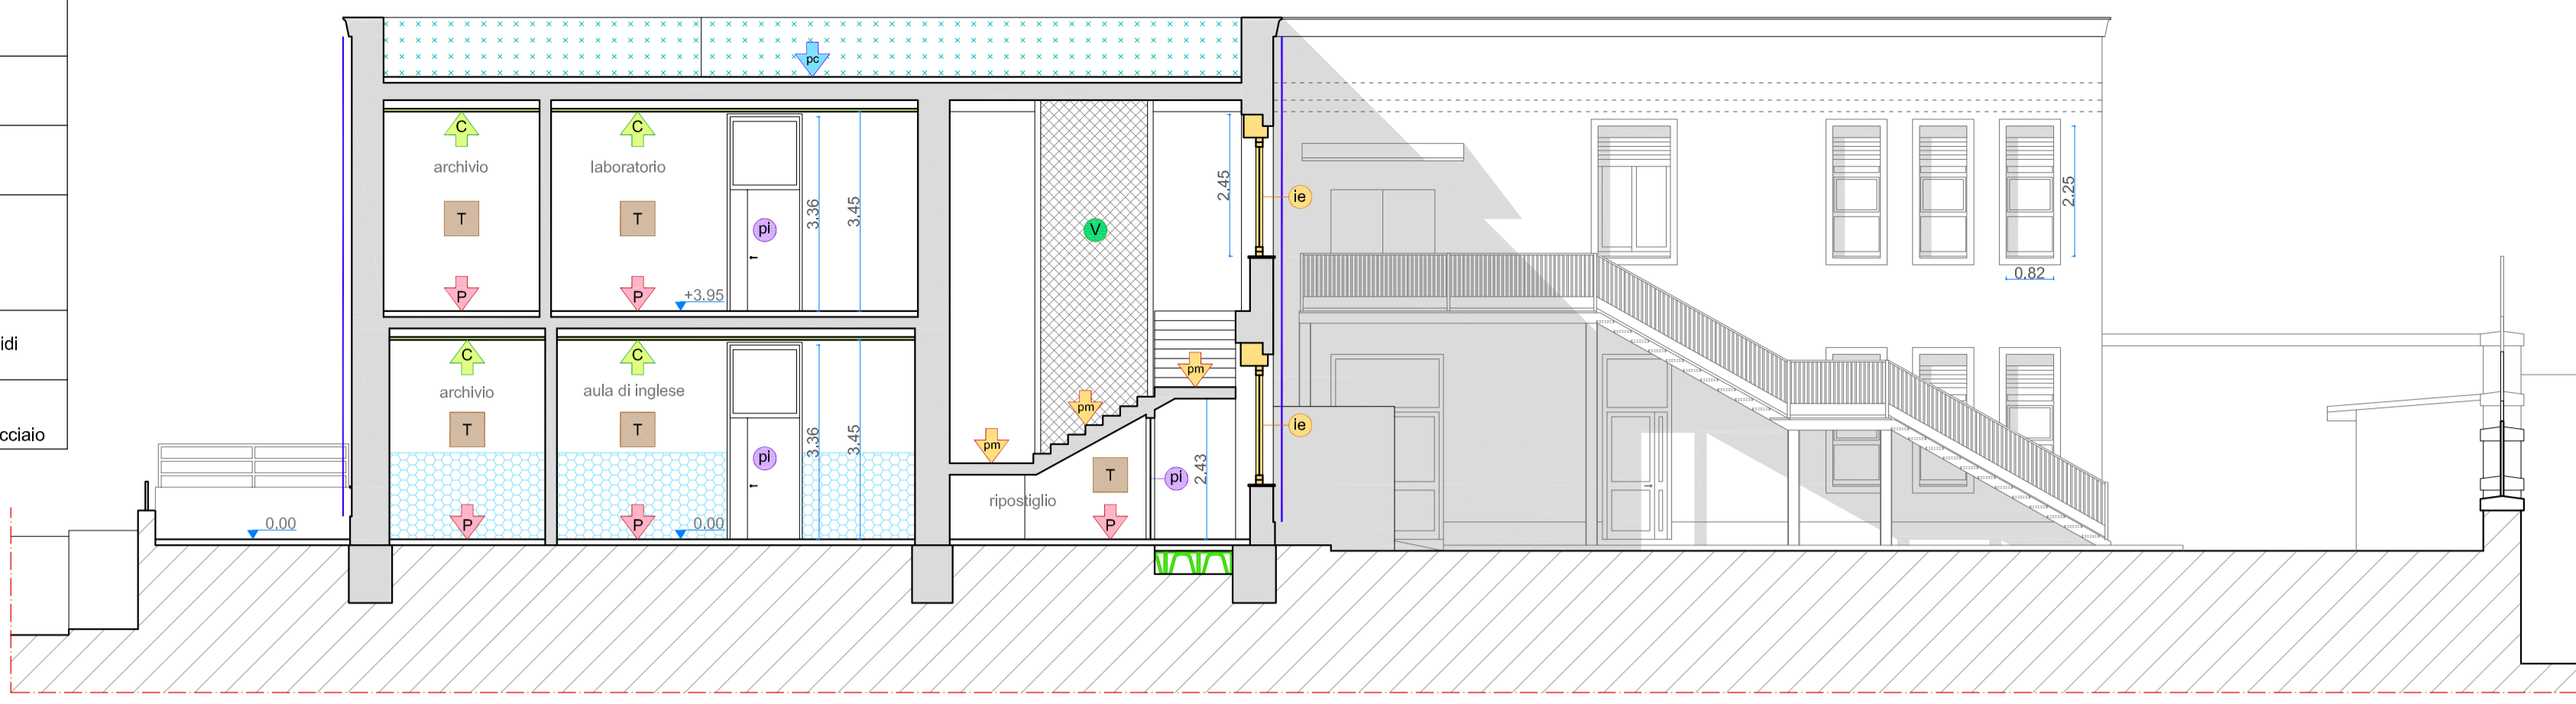 pc
C
C
archivio
laboratorio
T
T
pi
3.36
3.45
V
2.45
ie
2.25
0.82
P
P
+3.95
idi
C
C
archivio
aula di inglese
T
T
pi
3.36
3.45
pm
pm
pm
ie
cciaio
T
pi
2.43
ripostiglio
0.00
P
P
0.00
P